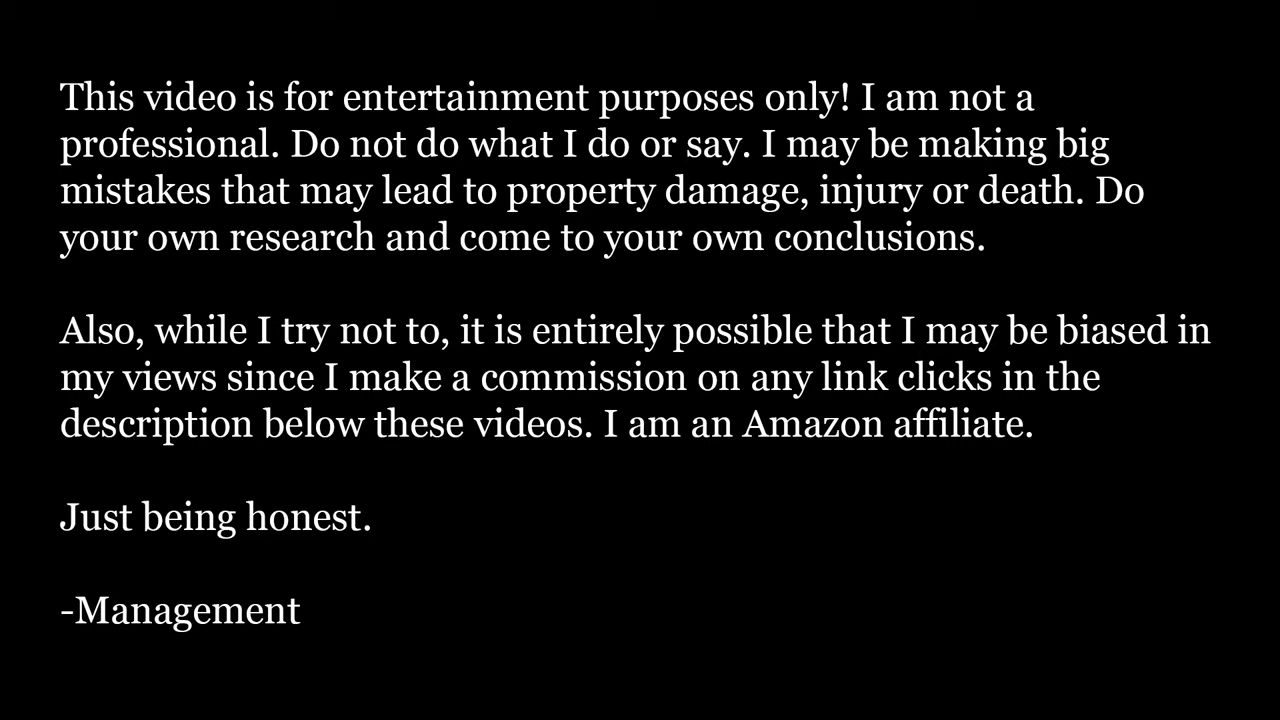 This video is for entertainment purposes only! I am not a
professional. Do not do what I do or say. I may be making big
mistakes that may lead to property damage, injury or death. Do
your own research and come to your own conclusions.
Also, while I try not to, it is entirely possible that I may be biased in
my views since I make a commission on any link clicks in the
description below these videos. I am an Amazon affiliate.
Just being honest.
-Management